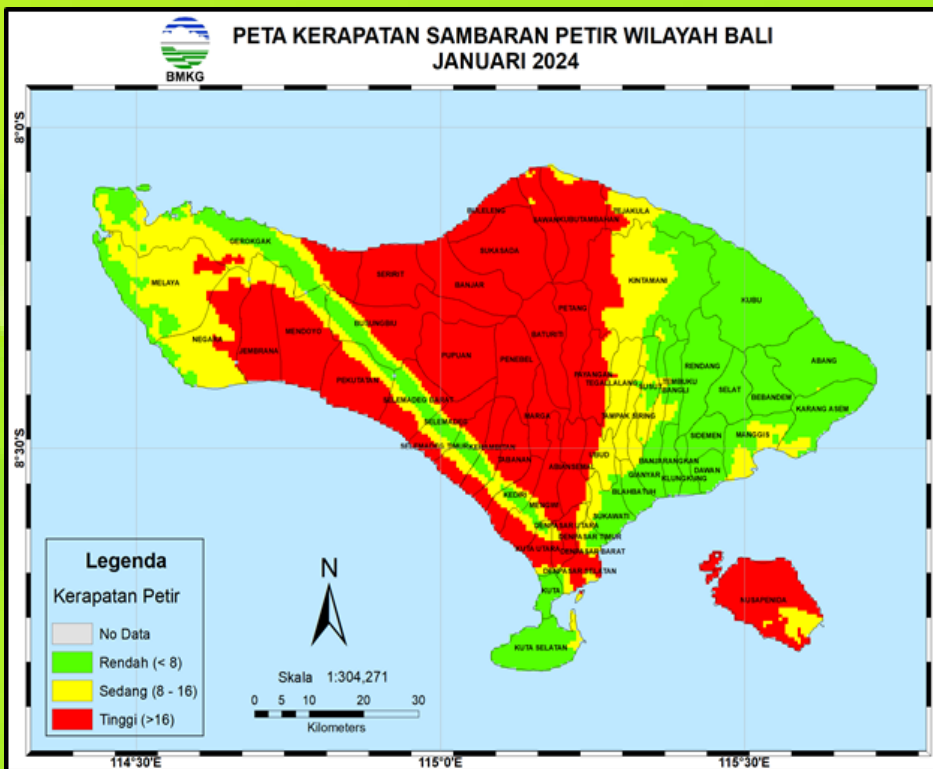 PETA KERAPATAN SAMBARAN PETIR WILAYAH BALI
JANUARI 2024
BMKG
8°0'S
8°30'S
BULELENG
SAWAN
KUBUTAMBAHAN
TEJAKULA
GEROKGAK
SUKASADA
SERIRIT
BANJAR
KINTAMANI
MELAYA
KUBU
PETANG
BUSUNGBIU
MENDOYO
NEGARA
BATURITI
JEMBRANA
PUPUAN
PENEBEL
ABANG
RENDANG
PAYANGAN
TEGALLALANG
SUSUT
TEMBUKU
BANGLI
SELAT
BEBANDEM
PEKUTATAN
SELEMADEG BARAT
KARANG ASEM
MARGA
TAMPAK SIRING
SELEMADEG
SIDEMEN
MANGGIS
SELEMADEG TIMUR
KERAMBITAN
UBUD
TABANAN
ABIANSEMAL
BANJARANGKAN
DAWAN
GIANYAR
KLUNGKUNG
KEDIRI
BLAHBATUH
MENGWI
SUKAWATI
DENPASAR UTARA
DENPASAR TIMUR
KUTA UTARA
DENPASAR BARAT
DENPASAR SELATAN
KUTA
NUSAPENIDA
KUTA SELATAN
Legenda
Kerapatan Petir
No Data
Rendah (< 8)
Sedang (8 - 16)
Tinggi (>16)
N
Skala 1:304,271
0 5 10 20 30
Kilometers
114°30'E
115°0'E
115°30'E